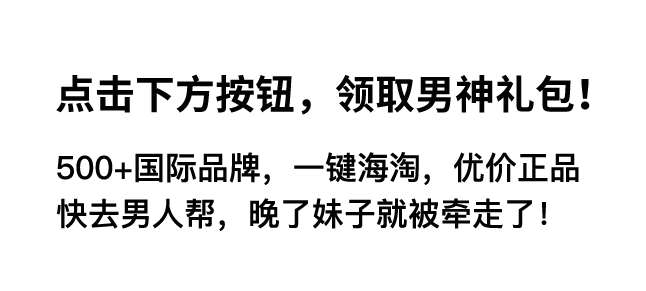 点击下方按钮，领取男神礼包！
500+国际品牌，一键海淘，优价正品
快去男人帮，晚了妹子就被牵走了！